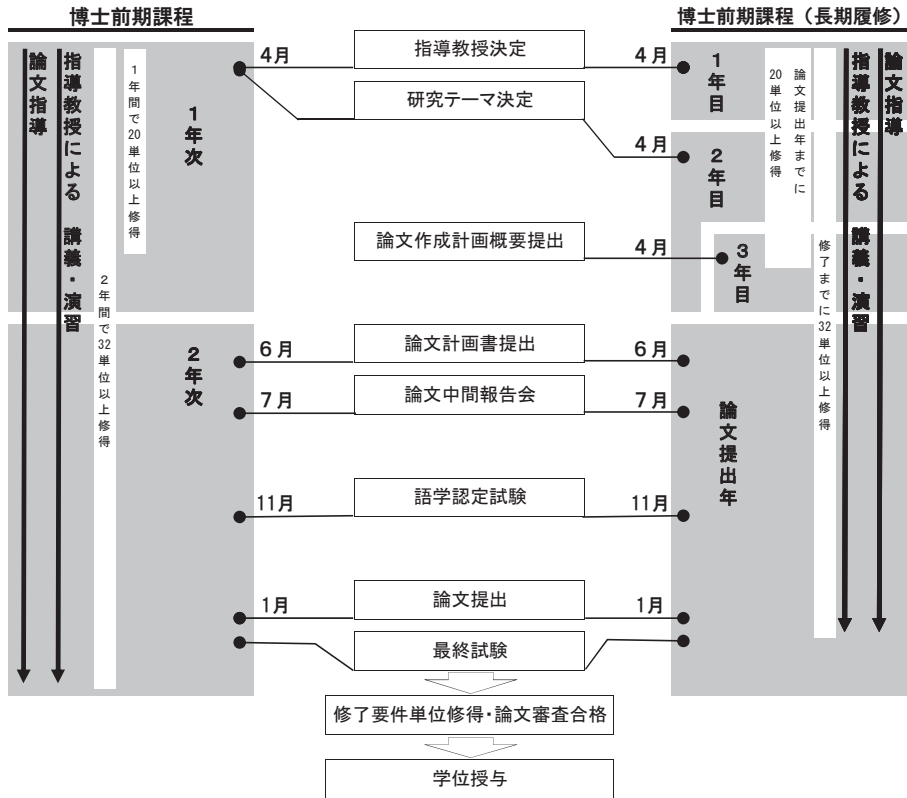 博士前期課程
博士前期課程（長期履修）
論文指導
指導教授による　講義・演習
2年間で32単位以上修得
1年間で20単位以上修得
1年次
2年次
4月
6月
7月
11月
1月
指導教授決定
研究テーマ決定
論文作成計画概要提出
論文計画書提出
論文中間報告会
語学認定試験
論文提出
最終試験
修了要件単位修得・論文審査合格
学位授与
4月
4月
4月
6月
7月
11月
1月
1年目
2年目
3年目
論文提出年
論文提出年までに
20単位以上修得
修了までに32単位以上修得
指導教授による　講義・演習
論文指導